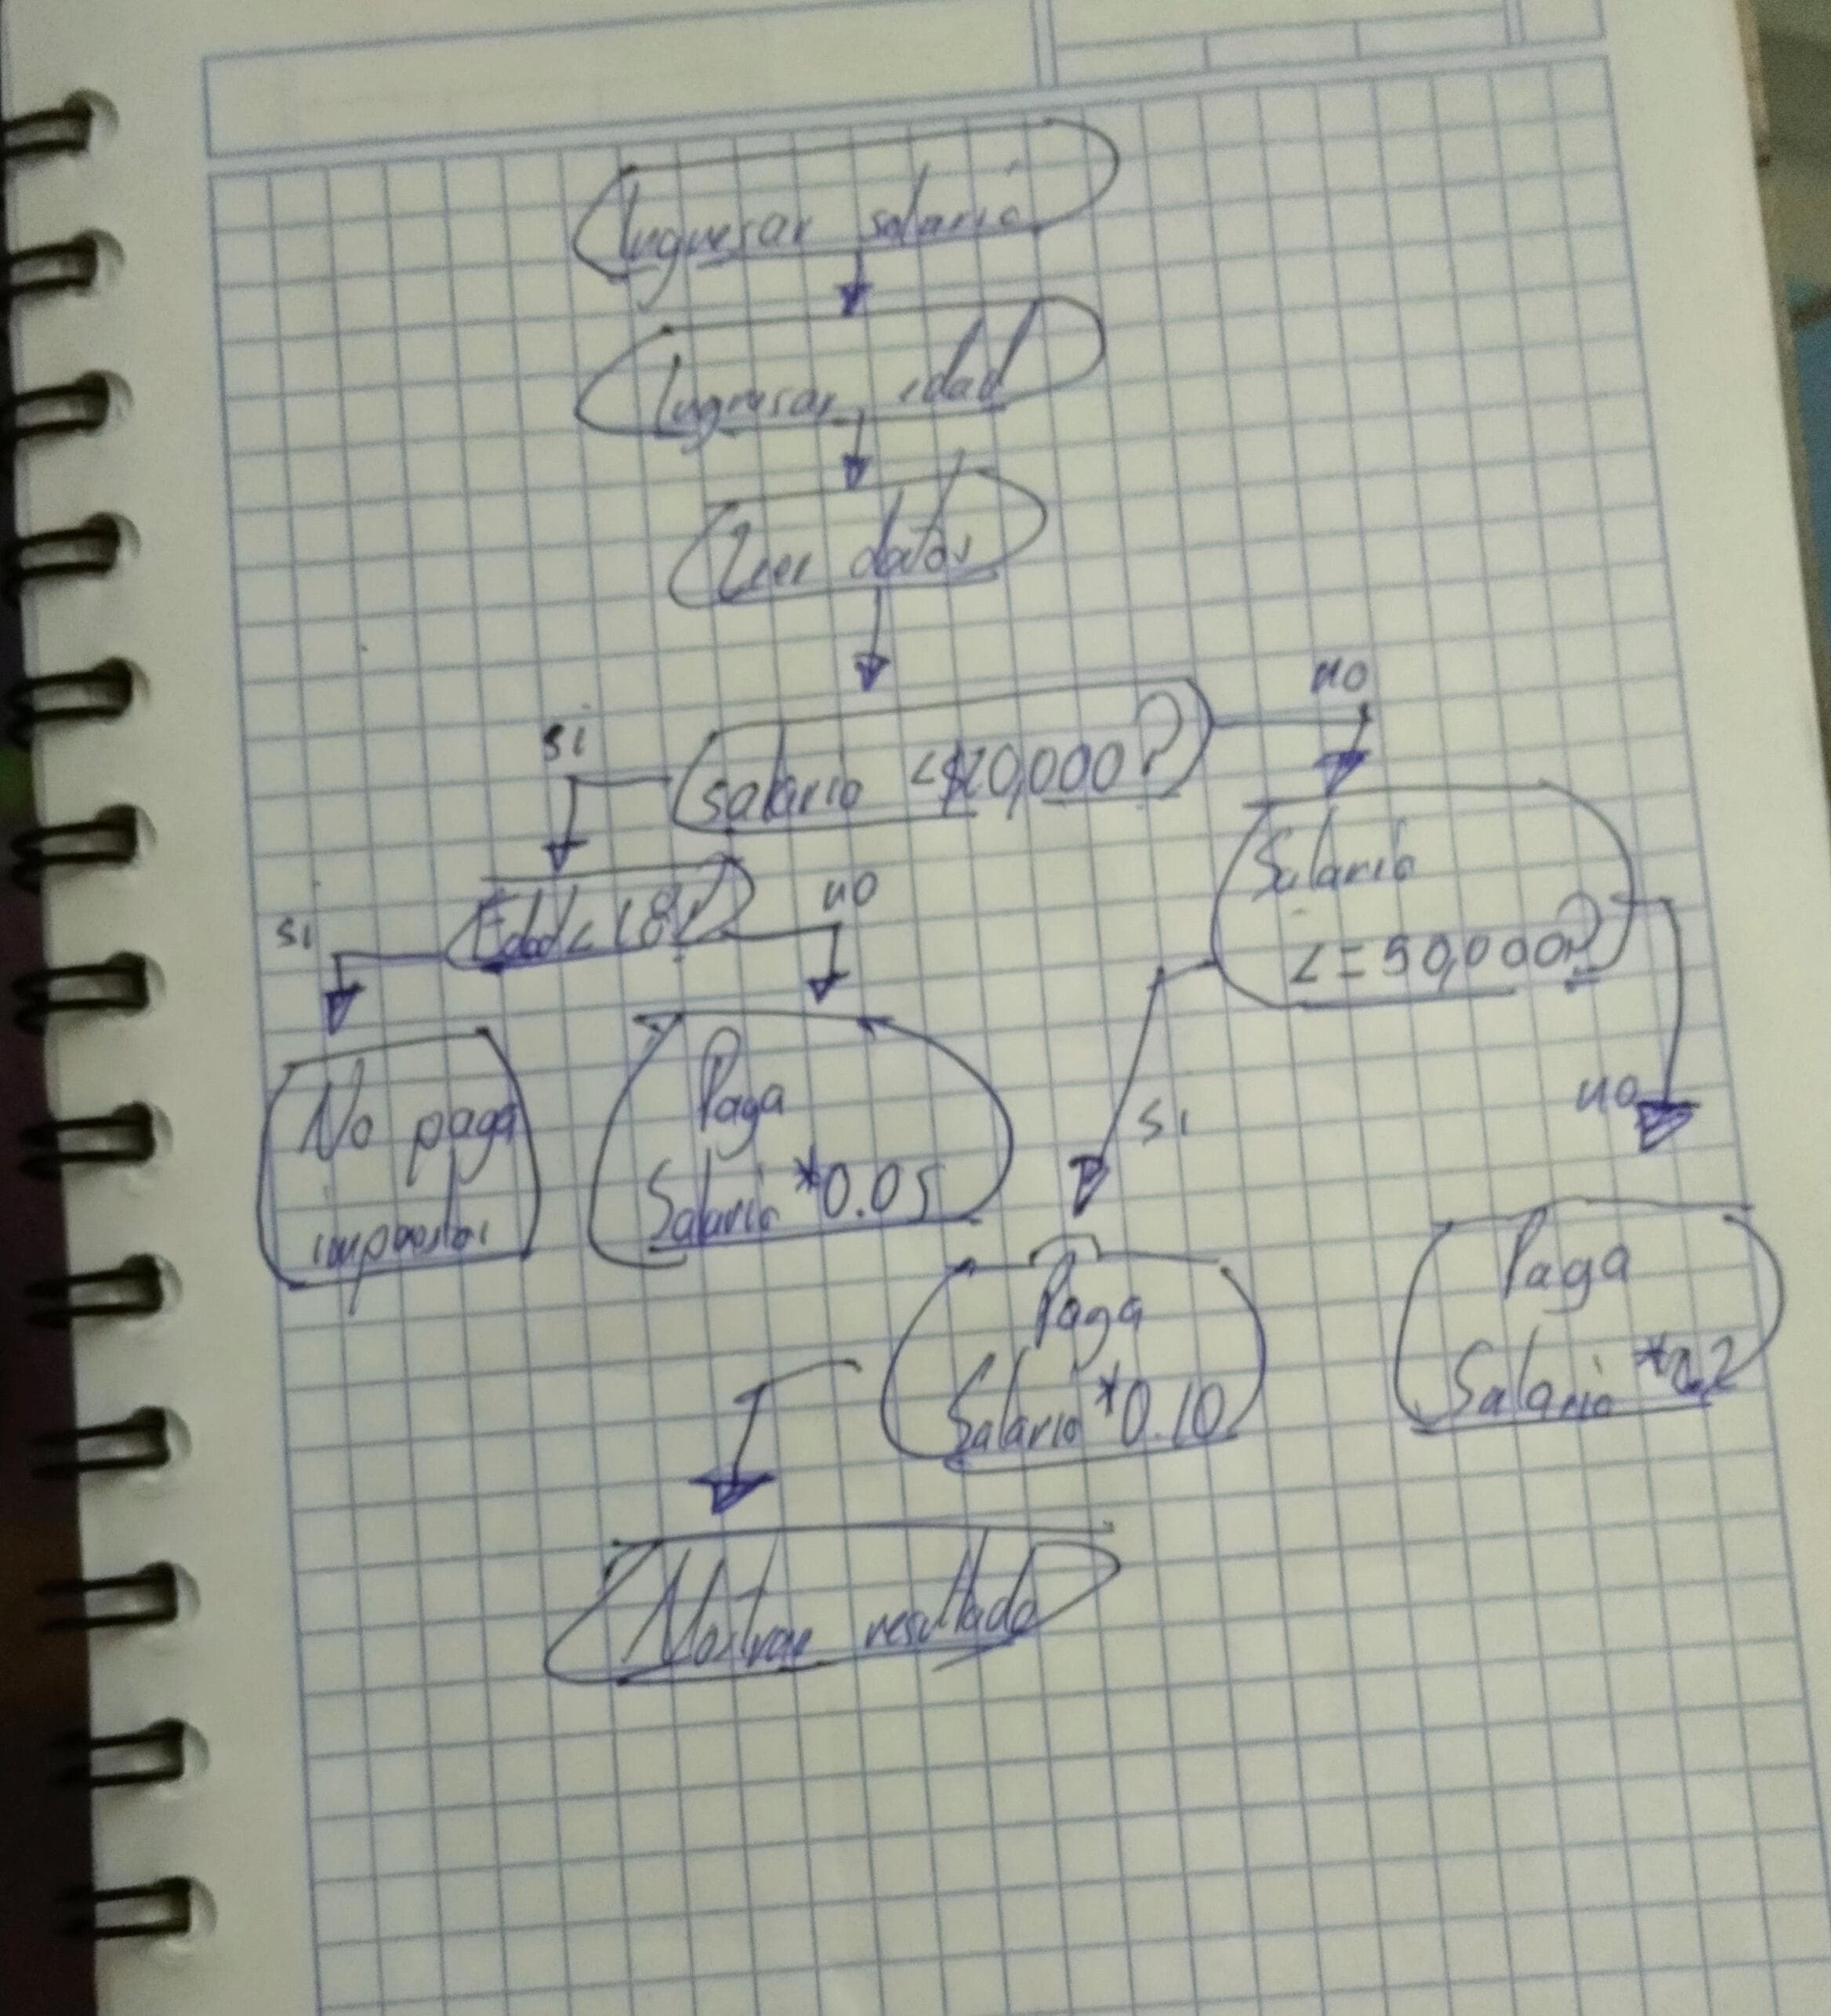 Ingresar salario
Ingresar edad
Leer datos
no
si
salario <$20,000?
Salario
<=50,000?
Edad<18?
no
si
Paga
Salario *0.05
No paga
impuestos
si
no
Paga
Salario *0.10
Paga
Salario *0.2
Mostrar resultado